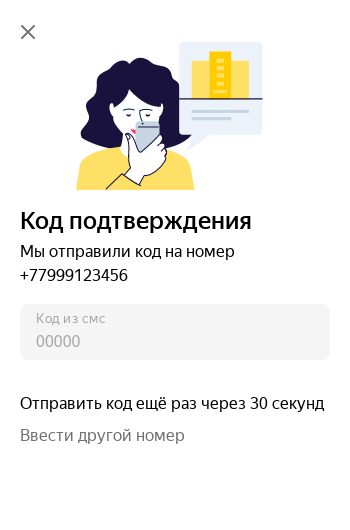 Код подтверждения
Мы отправили код на номер
+77999123456
Код из смс
00000
Отправить код ещё раз через 30 секунд
Ввести другой номер